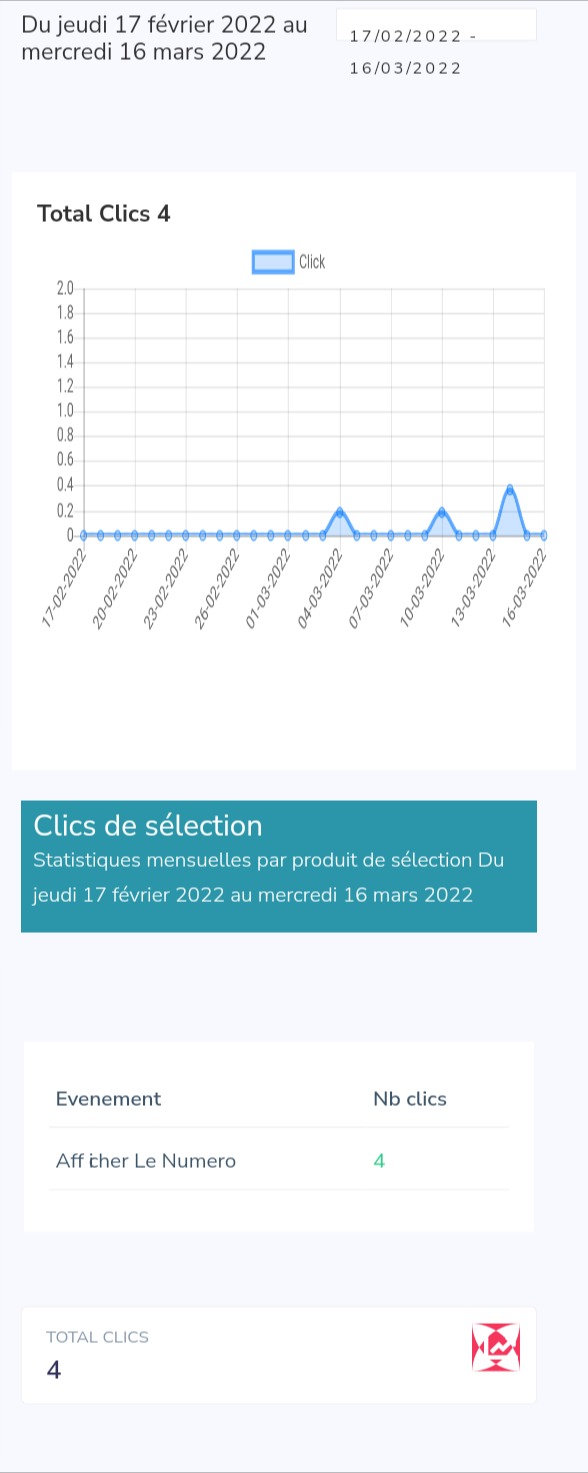 Du jeudi 17 février 2022 au
mercredi 16 mars 2022
17/02/2022 -
16/03/2022
Total Clics 4
Click
2.0
1.8
1.6
1.4
1.2
1.0
0.8
0.6
0.4
0.2
0
17-02-2022
20-02-2022
23-02-2022
26-02-2022
01-03-2022
04-03-2022
07-03-2022
10-03-2022
13-03-2022
16-03-2022
Clics de sélection
Statistiques mensuelles par produit de sélection Du
jeudi 17 février 2022 au mercredi 16 mars 2022
Evenement Nb clics
Afficher Le Numero 4
TOTAL CLICS
4